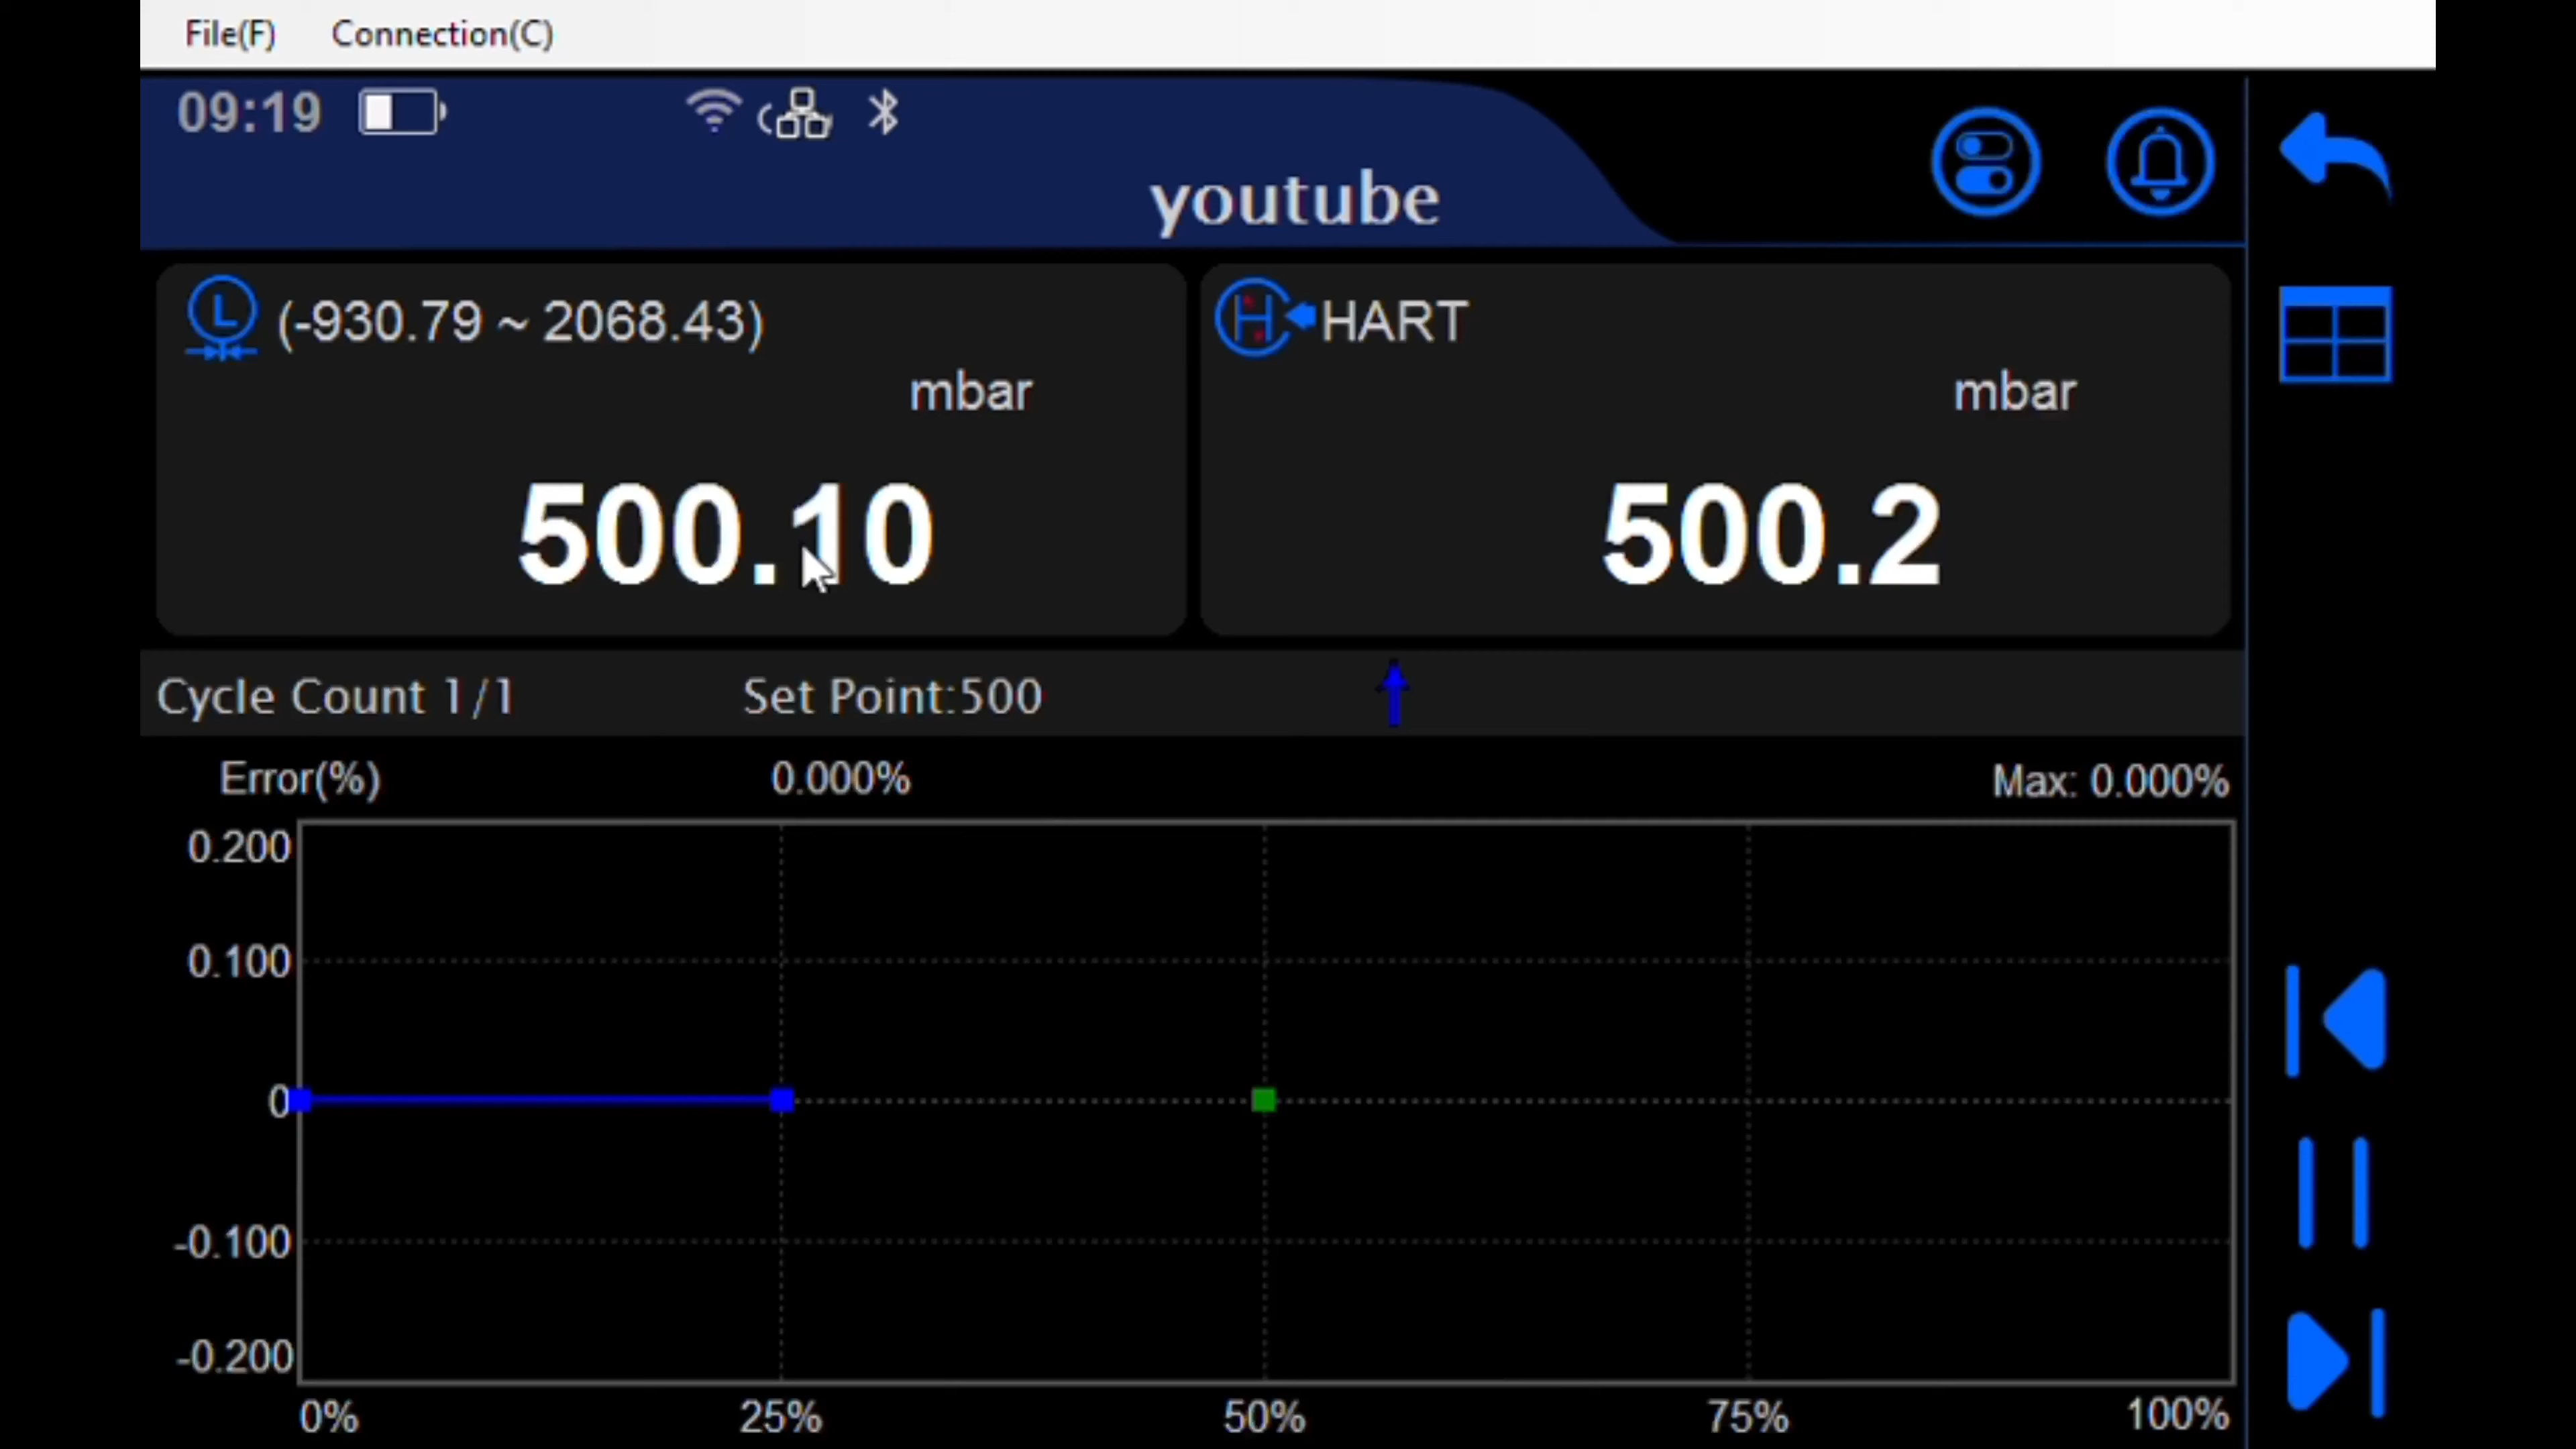 File(F) Connection(C)
09:19
youtube
L (-930.79 ~ 2068.43)
mbar
500.10
H HART
mbar
500.2
Cycle Count 1/1 Set Point:500
Error(%) 0.000% Max: 0.000%
0.200
0.100
0
-0.100
-0.200
0% 25% 50% 75% 100%